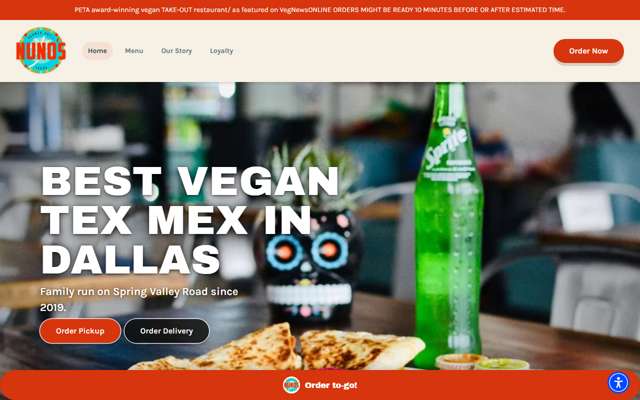 PETA award-winning vegan TAKE-OUT restaurant/ as featured on VegNewsONLINE ORDERS MIGHT BE READY 10 MINUTES BEFORE OR AFTER ESTIMATED TIME.
NUNOS
Home
Menu
Our Story
Loyalty
Order Now
Sprite
BEST VEGAN
TEX MEX IN
DALLAS
Family run on Spring Valley Road since
2019.
Order Pickup
Order Delivery
NUNOS
Order to-go!